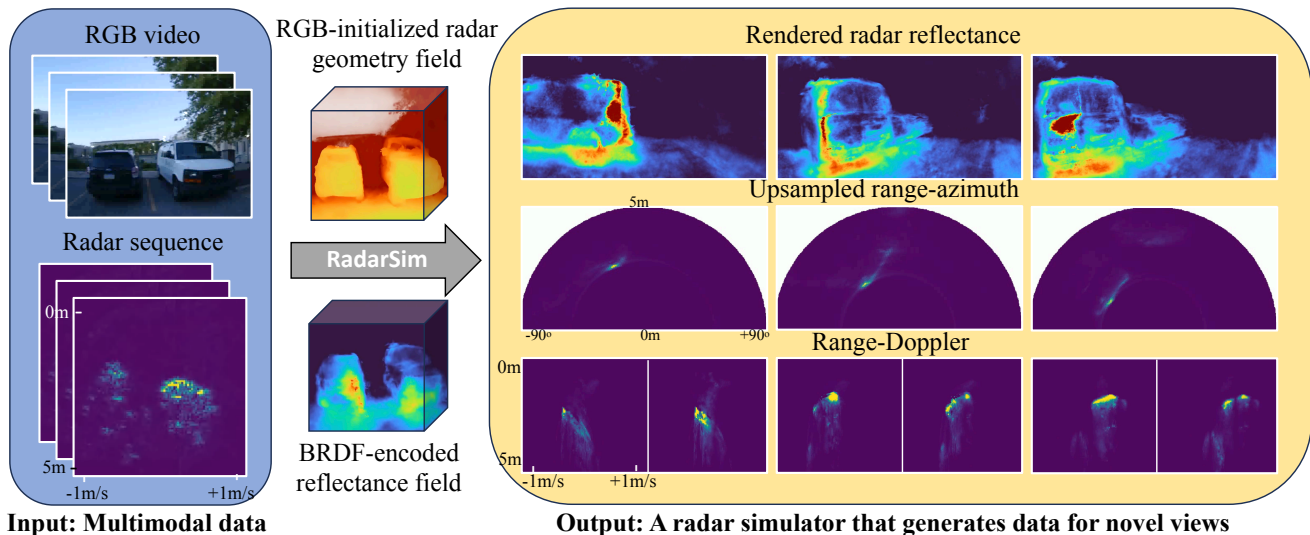 RGB video
Radar sequence
0m
5m
-1m/s
+1m/s
Input: Multimodal data
RGB-initialized radar
geometry field
RadarSim
BRDF-encoded
reflectance field
Rendered radar reflectance
Upsampled range-azimuth
5m
-90°
0m
+90°
Range-Doppler
0m
5m
-1m/s
+1m/s
Output: A radar simulator that generates data for novel views